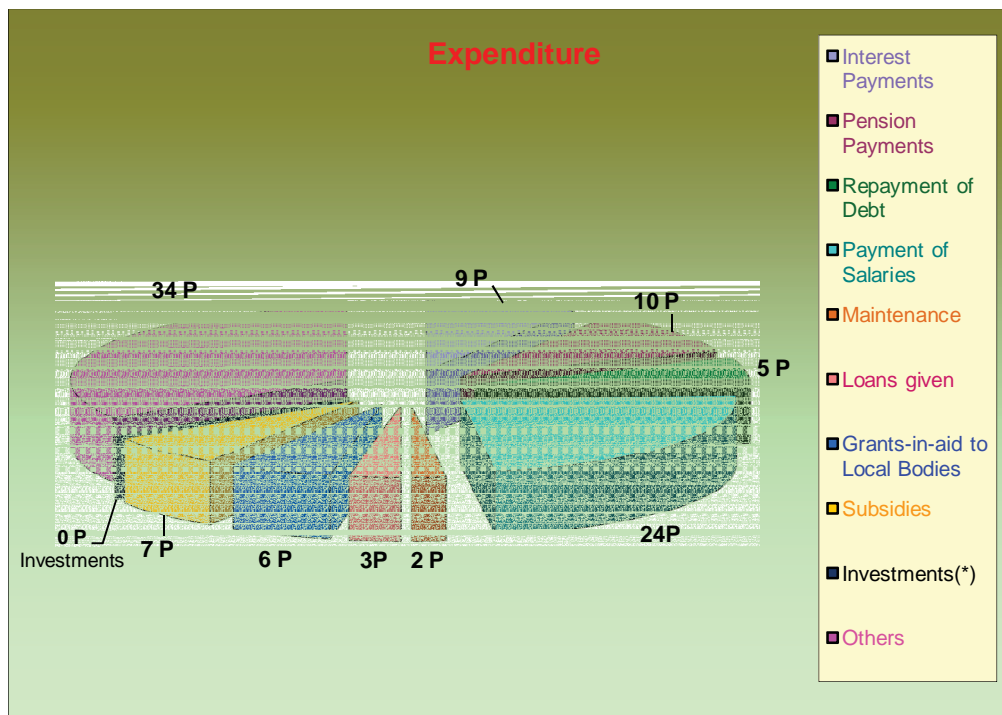 Expenditure
34 P
9 P
10 P
5 P
24P
2 P
3P
6 P
7 P
0 P
Investments
Interest
Payments
Pension
Payments
Repayment of
Debt
Payment of
Salaries
Maintenance
Loans given
Grants-in-aid to
Local Bodies
Subsidies
Investments(*)
Others